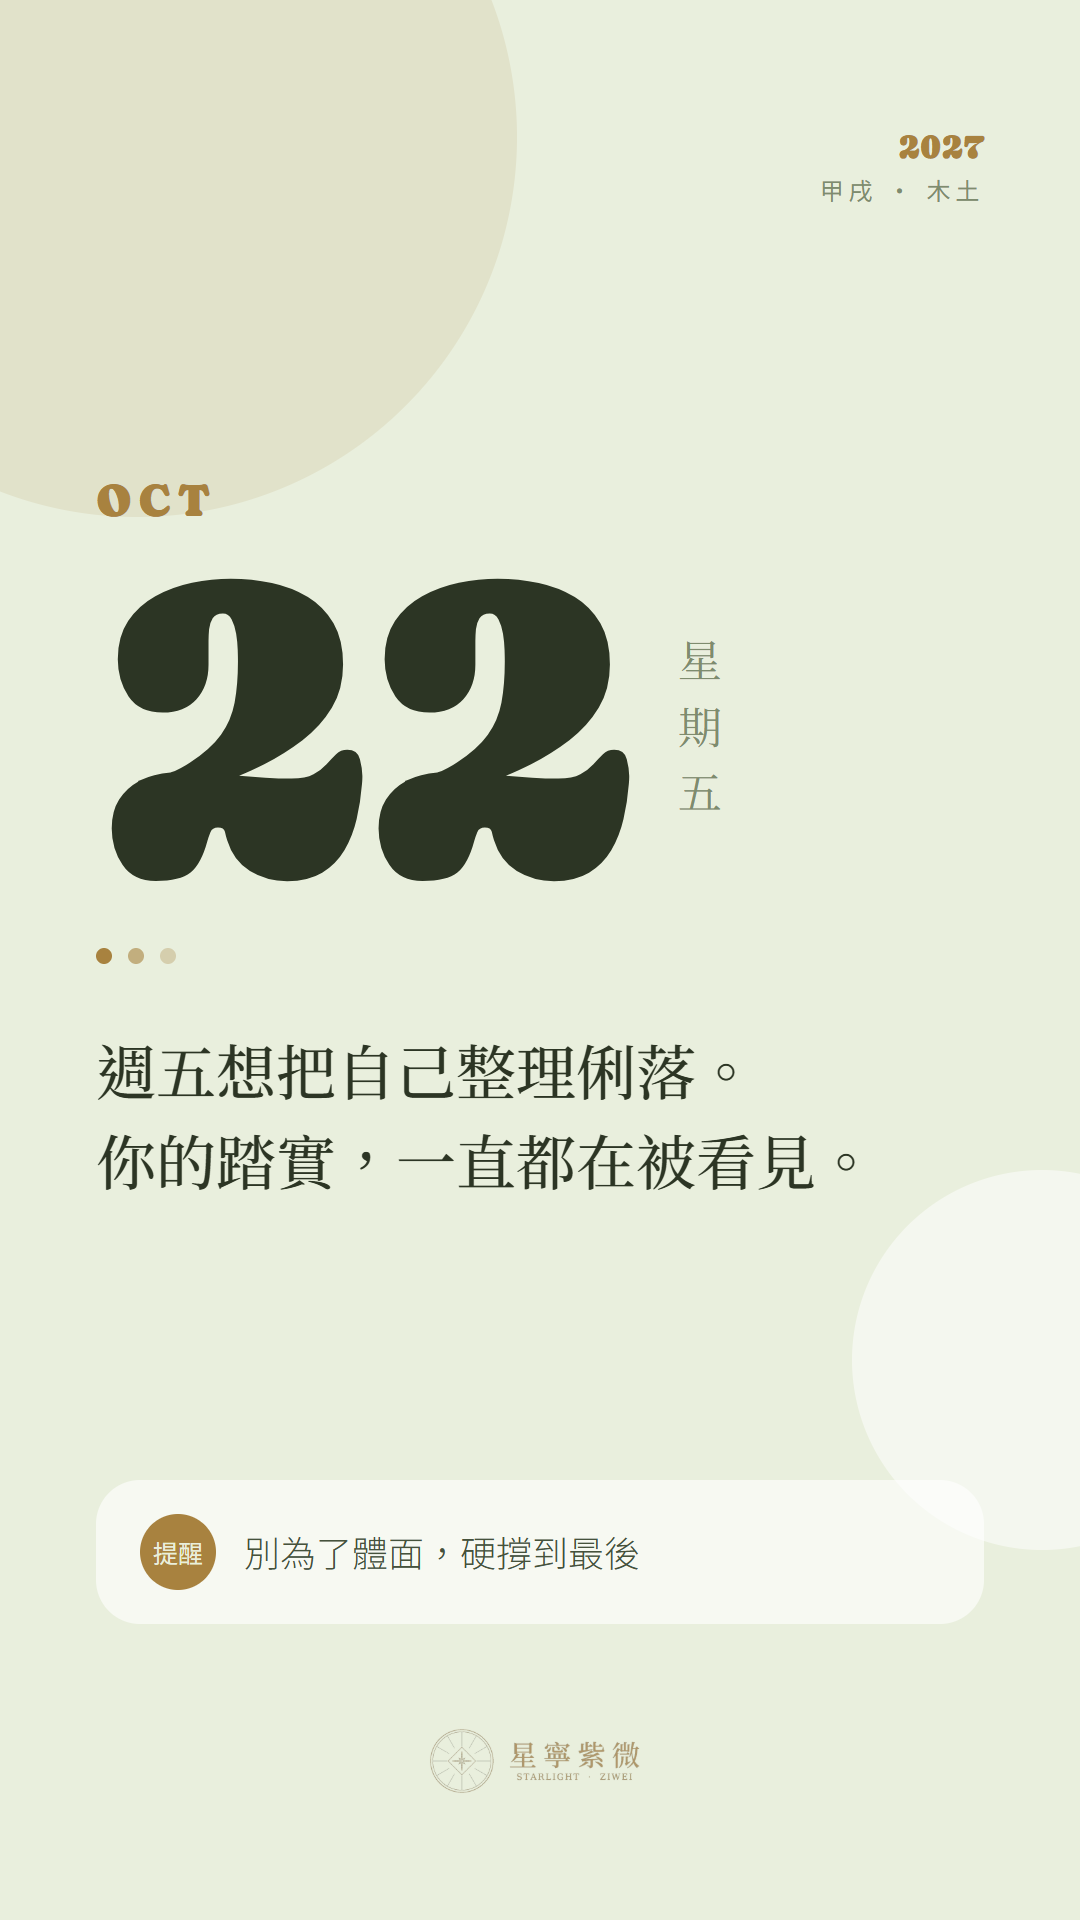 2027
甲戌 · 木土
OCT
22
星期五
週五想把自己整理俐落。
你的踏實，一直都在被看見。
提醒
別為了體面，硬撐到最後
星寧紫微
STARLIGHT · ZIWEI